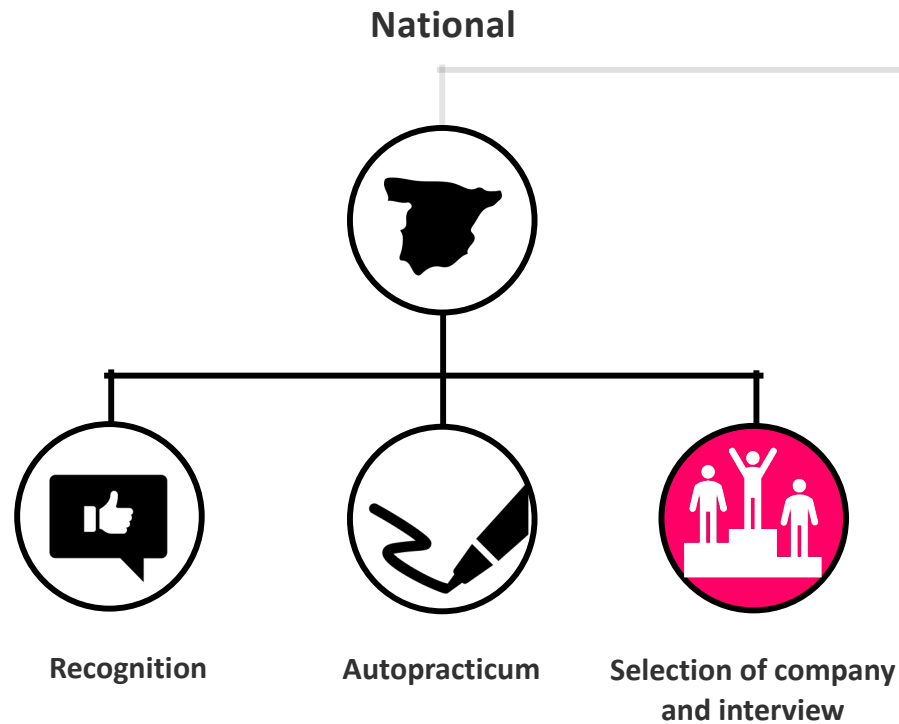 National
Recognition
Autopracticum
Selection of company
and interview